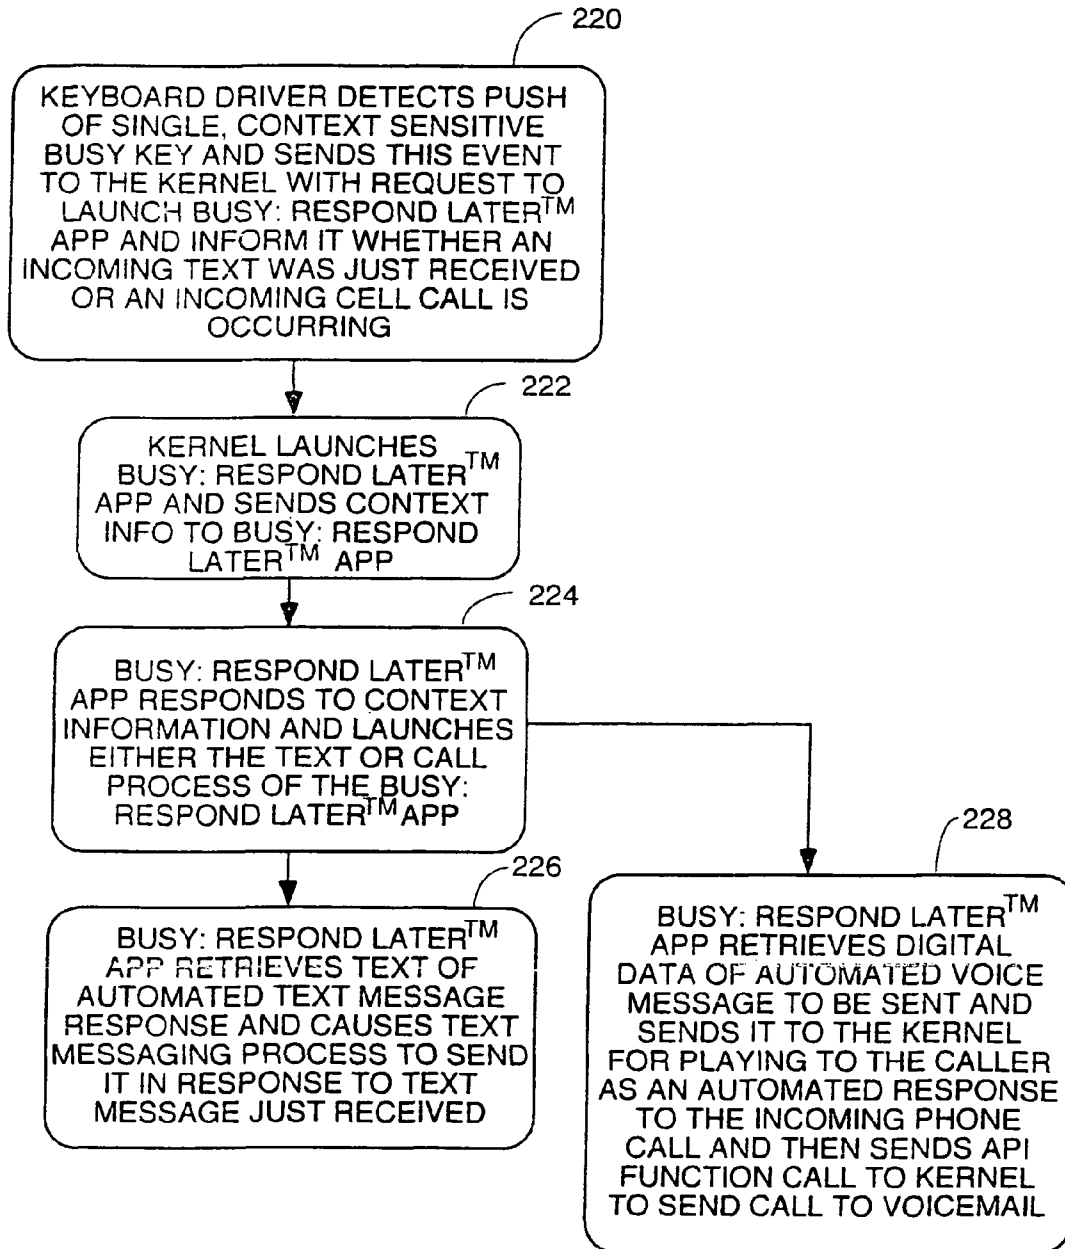 220
KEYBOARD DRIVER DETECTS PUSH
OF SINGLE, CONTEXT SENSITIVE
BUSY KEY AND SENDS THIS EVENT
TO THE KERNEL WITH REQUEST TO
LAUNCH BUSY: RESPOND LATER™
APP AND INFORM IT WHETHER AN
INCOMING TEXT WAS JUST RECEIVED
OR AN INCOMING CELL CALL IS
OCCURRING
222
KERNEL LAUNCHES
BUSY: RESPOND LATER™
APP AND SENDS CONTEXT
INFO TO BUSY: RESPOND
LATER™ APP
224
BUSY: RESPOND LATER™
APP RESPONDS TO CONTEXT
INFORMATION AND LAUNCHES
EITHER THE TEXT OR CALL
PROCESS OF THE BUSY:
RESPOND LATER™ APP
226
BUSY: RESPOND LATER™
APP RETRIEVES TEXT OF
AUTOMATED TEXT MESSAGE
RESPONSE AND CAUSES TEXT
MESSAGING PROCESS TO SEND
IT IN RESPONSE TO TEXT
MESSAGE JUST RECEIVED
228
BUSY: RESPOND LATER™
APP RETRIEVES DIGITAL
DATA OF AUTOMATED VOICE
MESSAGE TO BE SENT AND
SENDS IT TO THE KERNEL
FOR PLAYING TO THE CALLER
AS AN AUTOMATED RESPONSE
TO THE INCOMING PHONE
CALL AND THEN SENDS API
FUNCTION CALL TO KERNEL
TO SEND CALL TO VOICEMAIL